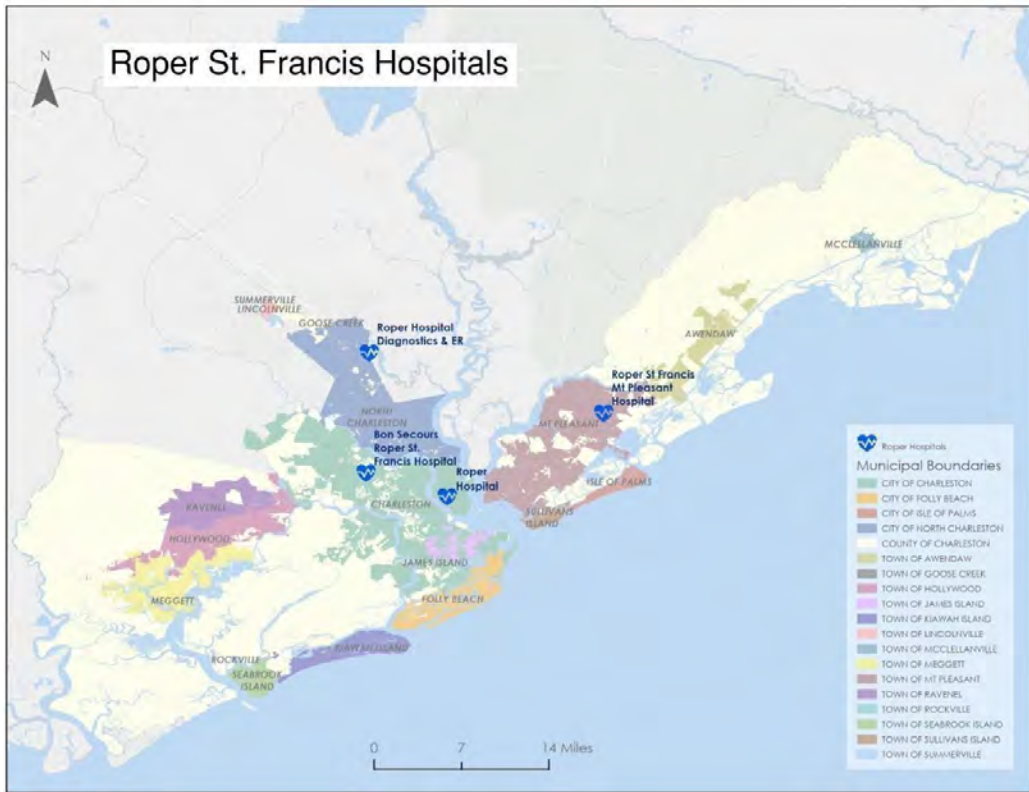 Roper St. Francis Hospitals
N
MCCLELLANVILLE
SUMMERVILLE
LINCOLNVILLE
GOOSE CREEK
Roper Hospital
Diagnostics & ER
AWENDAW
Roper St Francis
Mt Pleasant
Hospital
NORTH
CHARLESTON
MT PLEASANT
Bon Secours
Roper St.
Francis Hospital
Roper
Hospital
ISLE OF PALMS
CHARLESTON
SULLIVANS
ISLAND
RAVENEL
HOLLYWOOD
JAMES ISLAND
MEGGETT
FOLLY BEACH
KIAWAH ISLAND
ROCKVILLE
SEABROOK
ISLAND
0 7 14 Miles
Roper Hospitals
Municipal Boundaries
CITY OF CHARLESTON
CITY OF FOLLY BEACH
CITY OF ISLE OF PALMS
CITY OF NORTH CHARLESTON
COUNTY OF CHARLESTON
TOWN OF AWENDAW
TOWN OF GOOSE CREEK
TOWN OF HOLLYWOOD
TOWN OF JAMES ISLAND
TOWN OF KIAWAH ISLAND
TOWN OF LINCOLNVILLE
TOWN OF MCCLELLANVILLE
TOWN OF MEGGETT
TOWN OF MT PLEASANT
TOWN OF RAVENEL
TOWN OF ROCKVILLE
TOWN OF SEABROOK ISLAND
TOWN OF SULLIVANS ISLAND
TOWN OF SUMMERVILLE